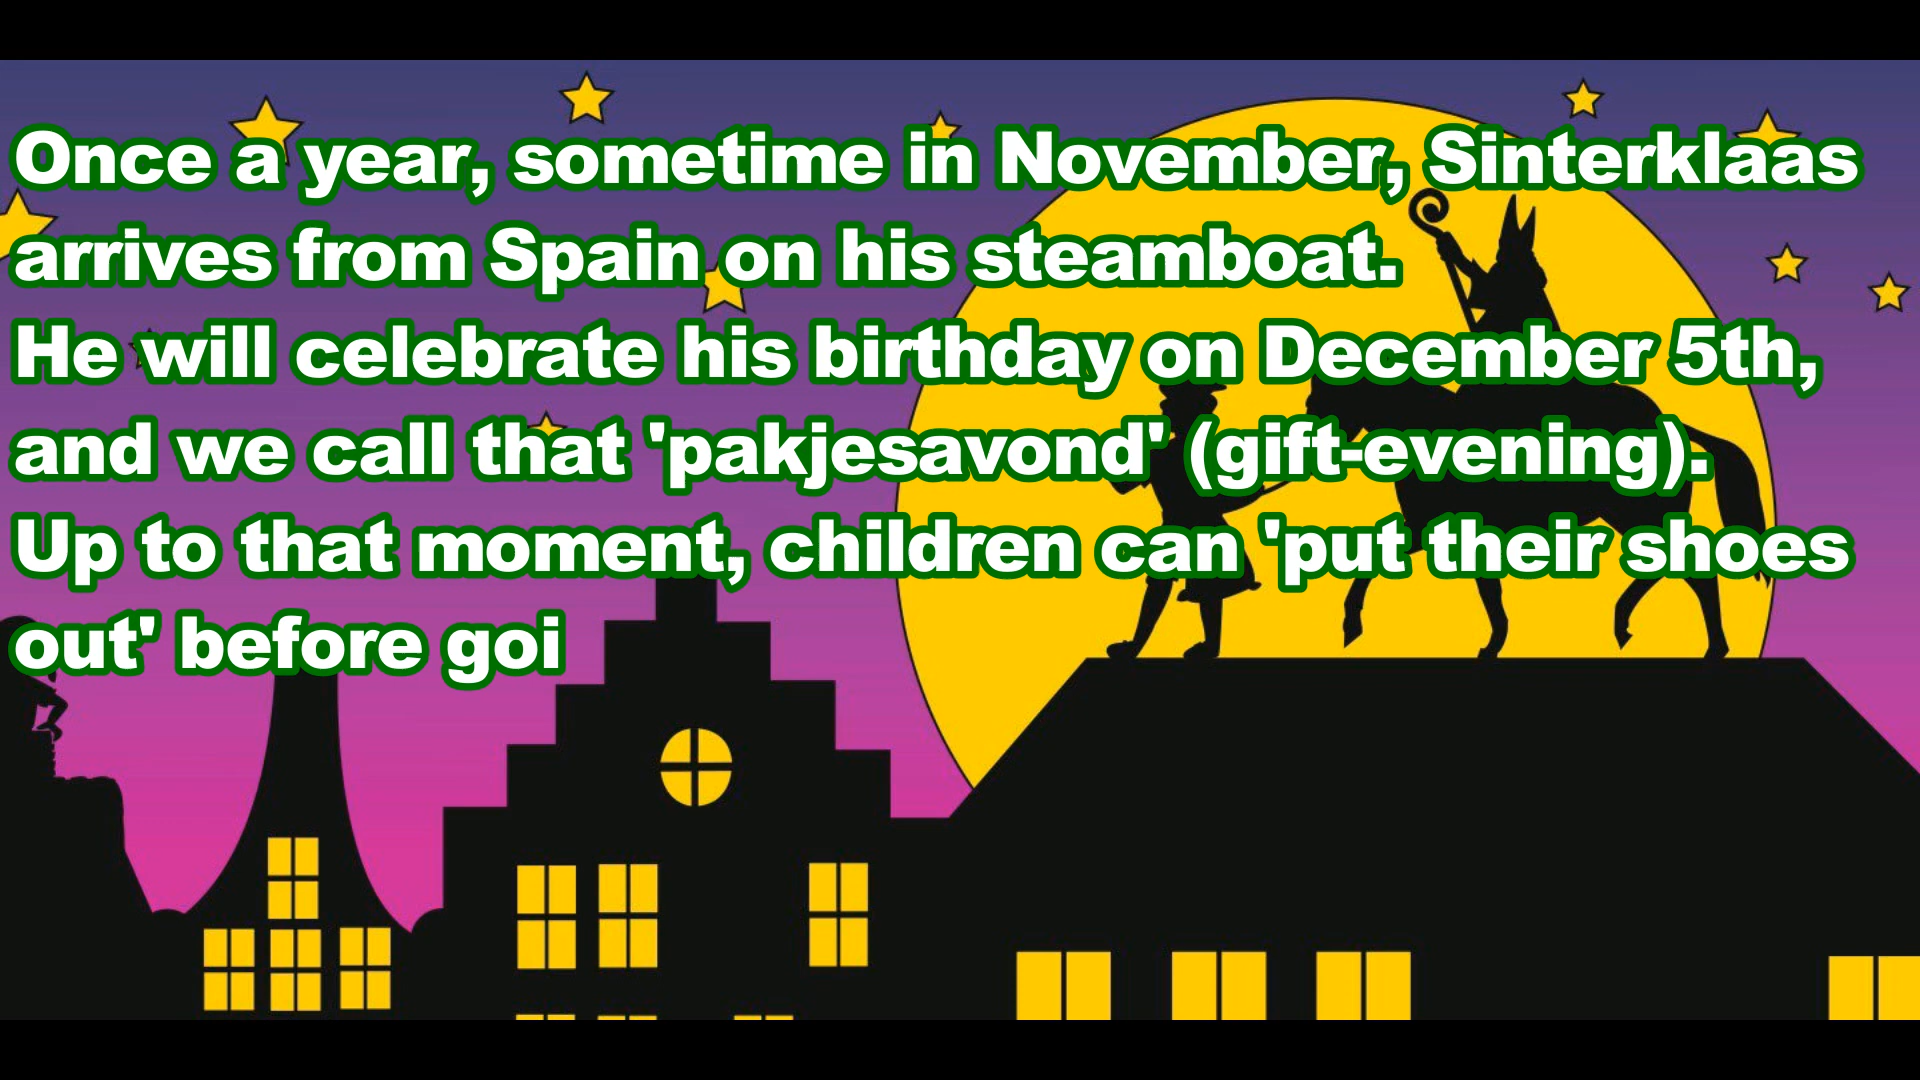 Once a year, sometime in November, Sinterklaas
arrives from Spain on his steamboat.
He will celebrate his birthday on December 5th,
and we call that 'pakjesavond' (gift-evening).
Up to that moment, children can 'put their shoes
out' before goi